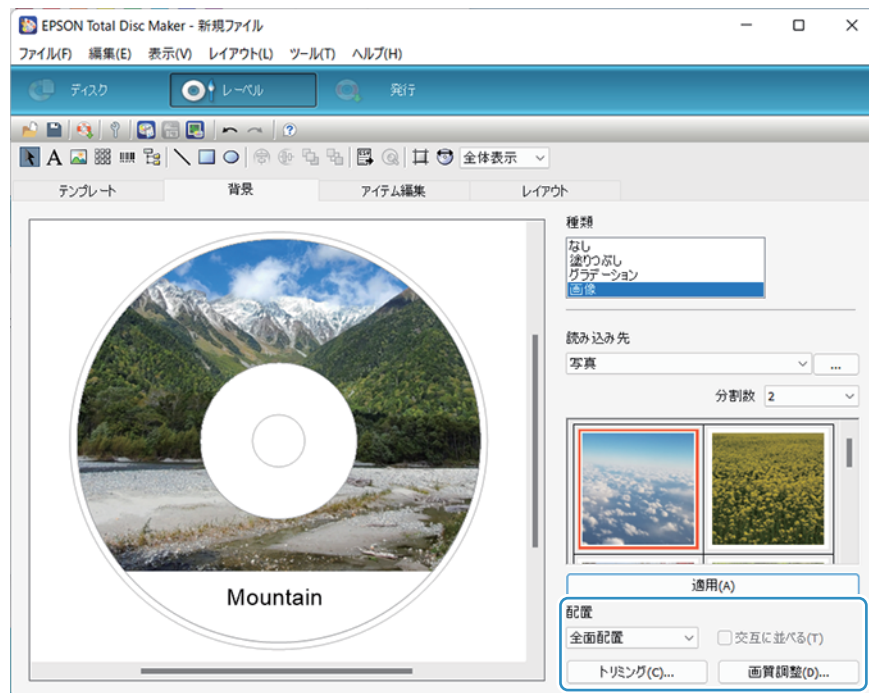 EPSON Total Disc Maker - 新規ファイル
ファイル(F) 編集(E) 表示(V) レイアウト(L) ツール(T) ヘルプ(H)
ディスク レーベル 発行
A 全体表示
テンプレート 背景 アイテム編集 レイアウト
種類
なし
塗りつぶし
グラデーション
画像
読み込み先
写真 ...
分割数 2
適用(A)
配置
全面配置 交互に並べる(T)
トリミング(C)... 画質調整(D)...
Mountain